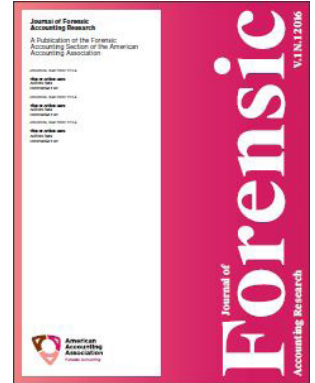 Journal of Forensic
Accounting Research
A Publication of the Forensic
Accounting Section of the American
Accounting Association
American
Accounting
Association
Forensic Accounting
Journal of
Forensic
Accounting Research
V.1 N.1 2016